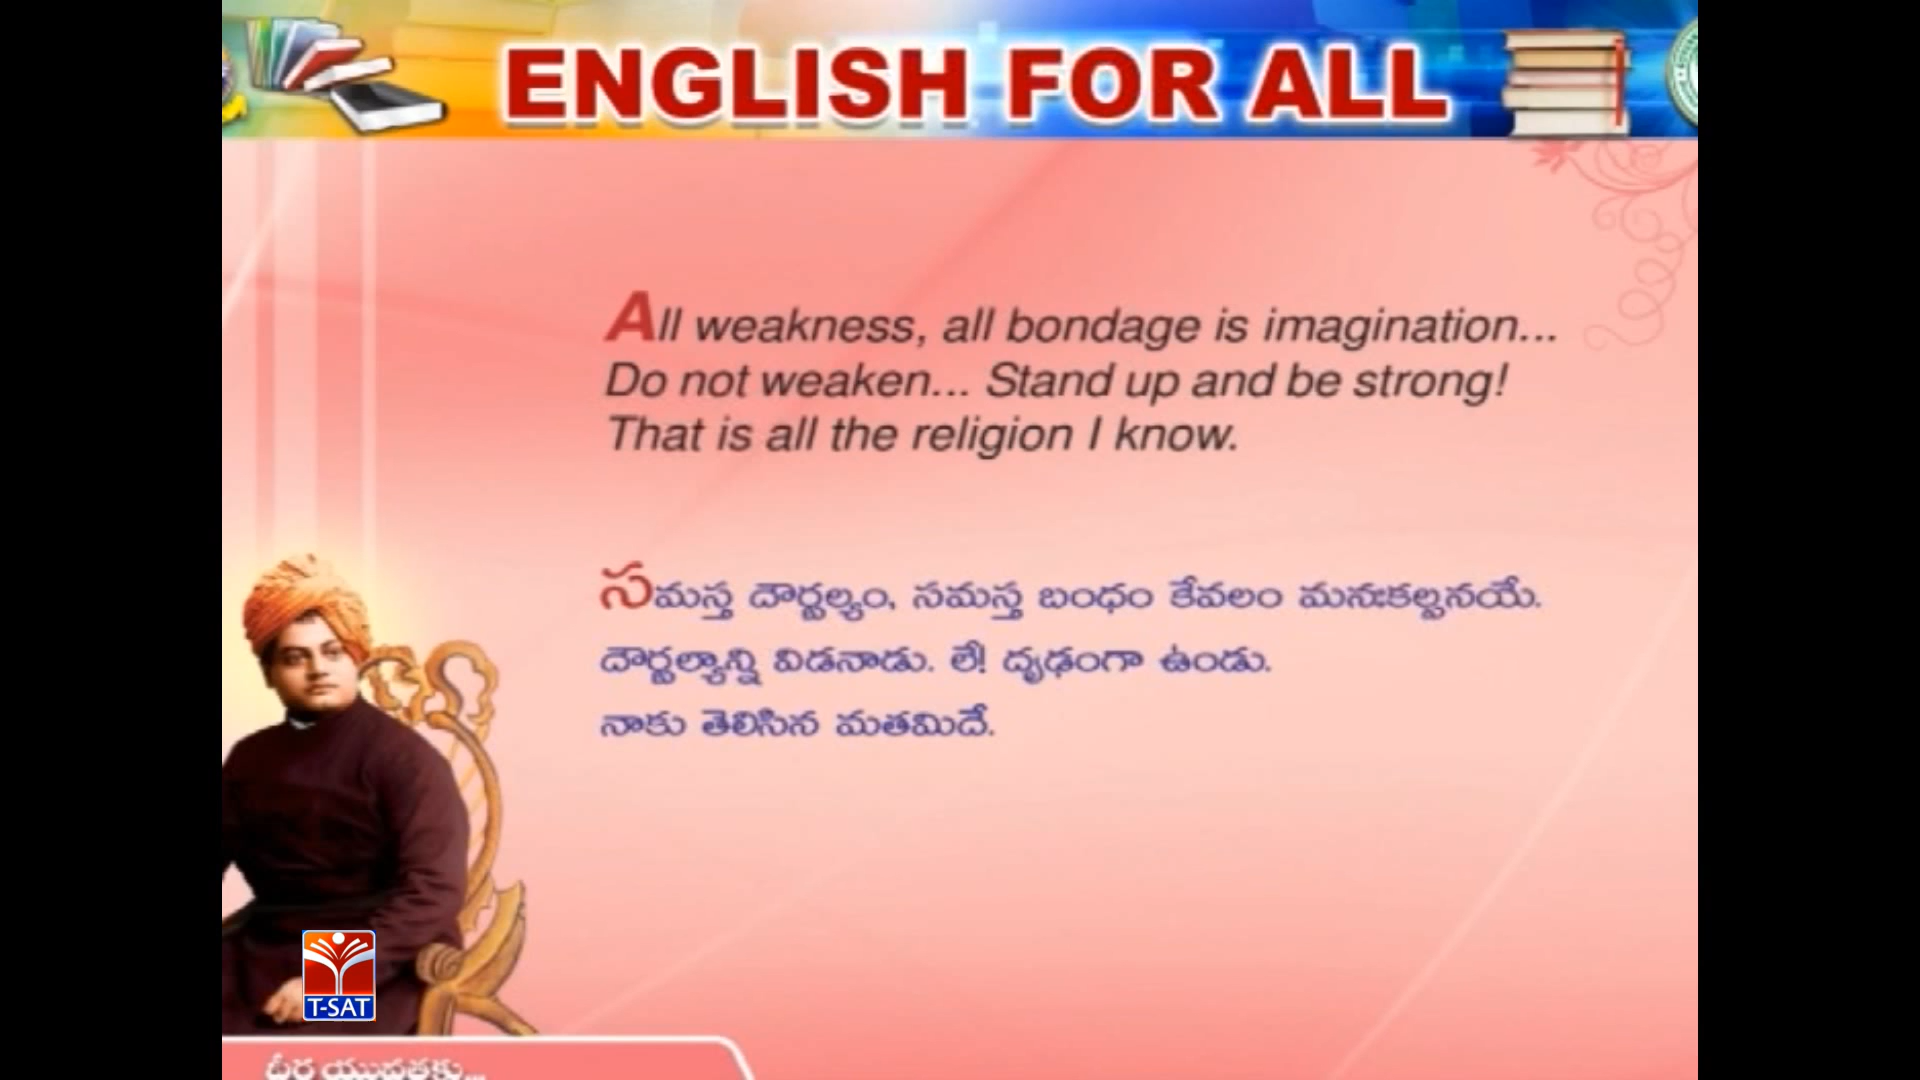 ENGLISH FOR ALL
All weakness, all bondage is imagination...
Do not weaken... Stand up and be strong!
That is all the religion I know.
సమస్త దౌర్బల్యం, సమస్త బంధం కేవలం మనఃకల్పనయే.
దౌర్బల్యాన్ని విడనాడు. లే! దృఢంగా ఉండు.
నాకు తెలిసిన మతమిదే.
T-SAT
ధీర యువతకు...